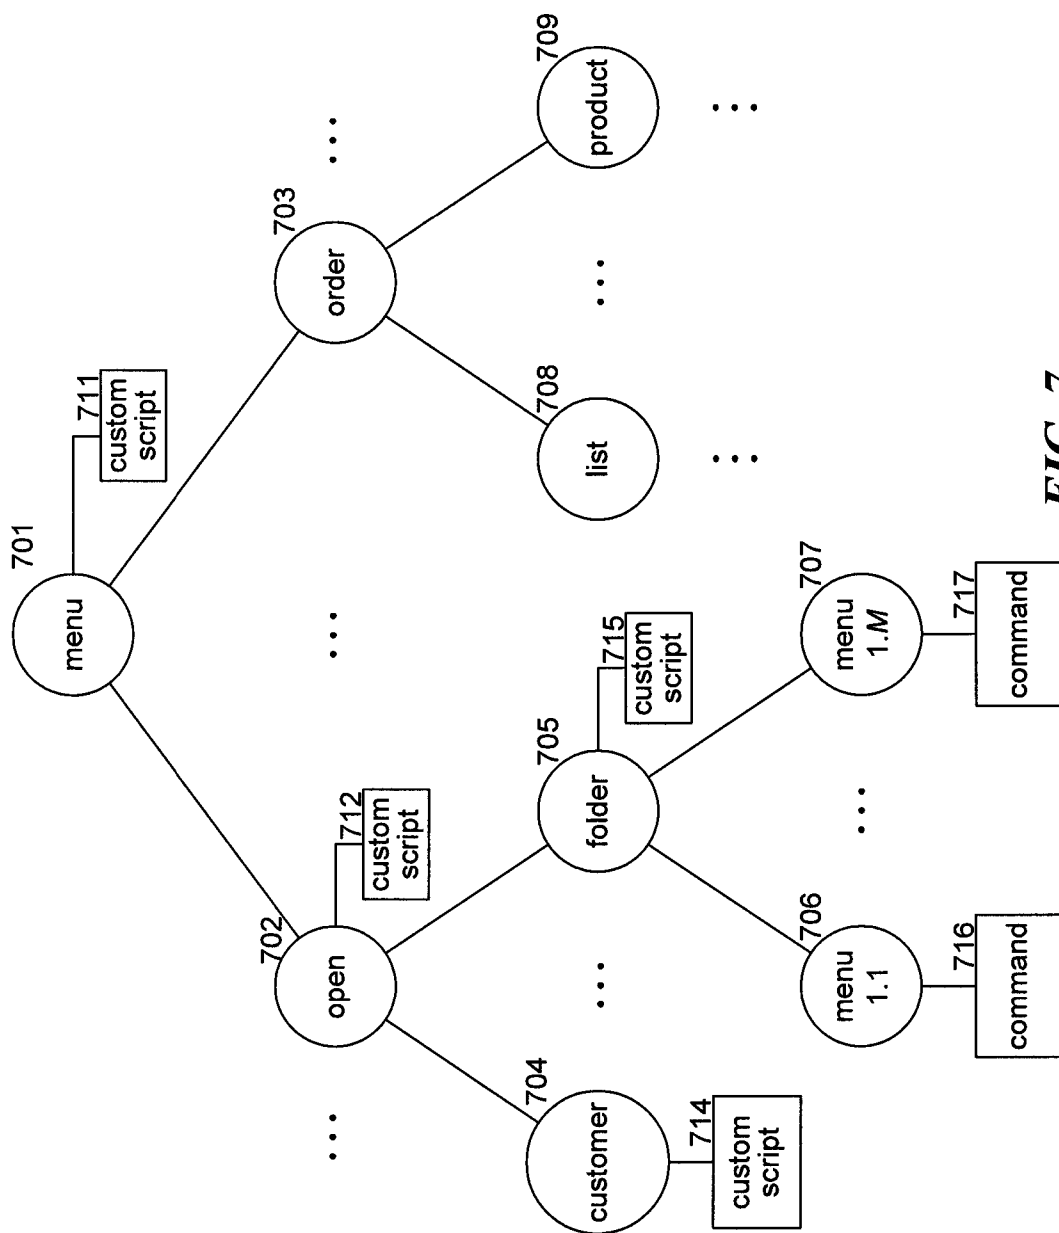 701
menu
711
custom
script
702
open
712
custom
script
703
order
704
customer
714
custom
script
705
folder
715
custom
script
708
list
709
product
706
menu
1.1
716
command
707
menu
1.M
717
command
FIG. 7